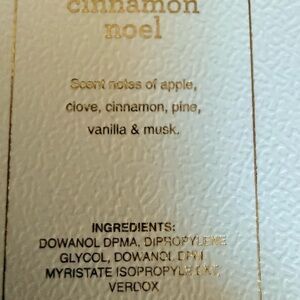 cinnamon
noel
Scent notes of apple,
clove, cinnamon, pine,
vanilla & musk.
INGREDIENTS:
DOWANOL DPMA, DIPROPYLENE
GLYCOL, DOWANOL
MYRISTATE
VERDOX